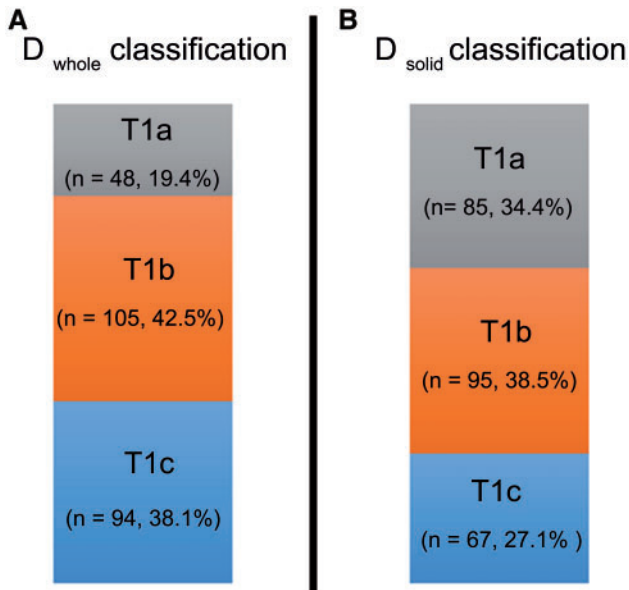 A
D whole classification
T1a
(n = 48, 19.4%)
T1b
(n = 105, 42.5%)
T1c
(n = 94, 38.1%)
B
D solid classification
T1a
(n= 85, 34.4%)
T1b
(n = 95, 38.5%)
T1c
(n = 67, 27.1% )